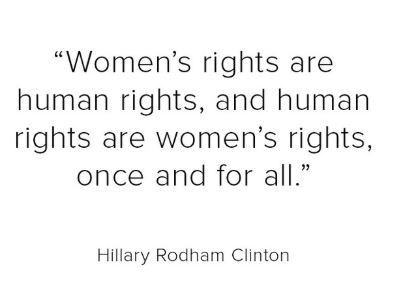 “Women’s rights are
human rights, and human
rights are women’s rights,
once and for all.”
Hillary Rodham Clinton